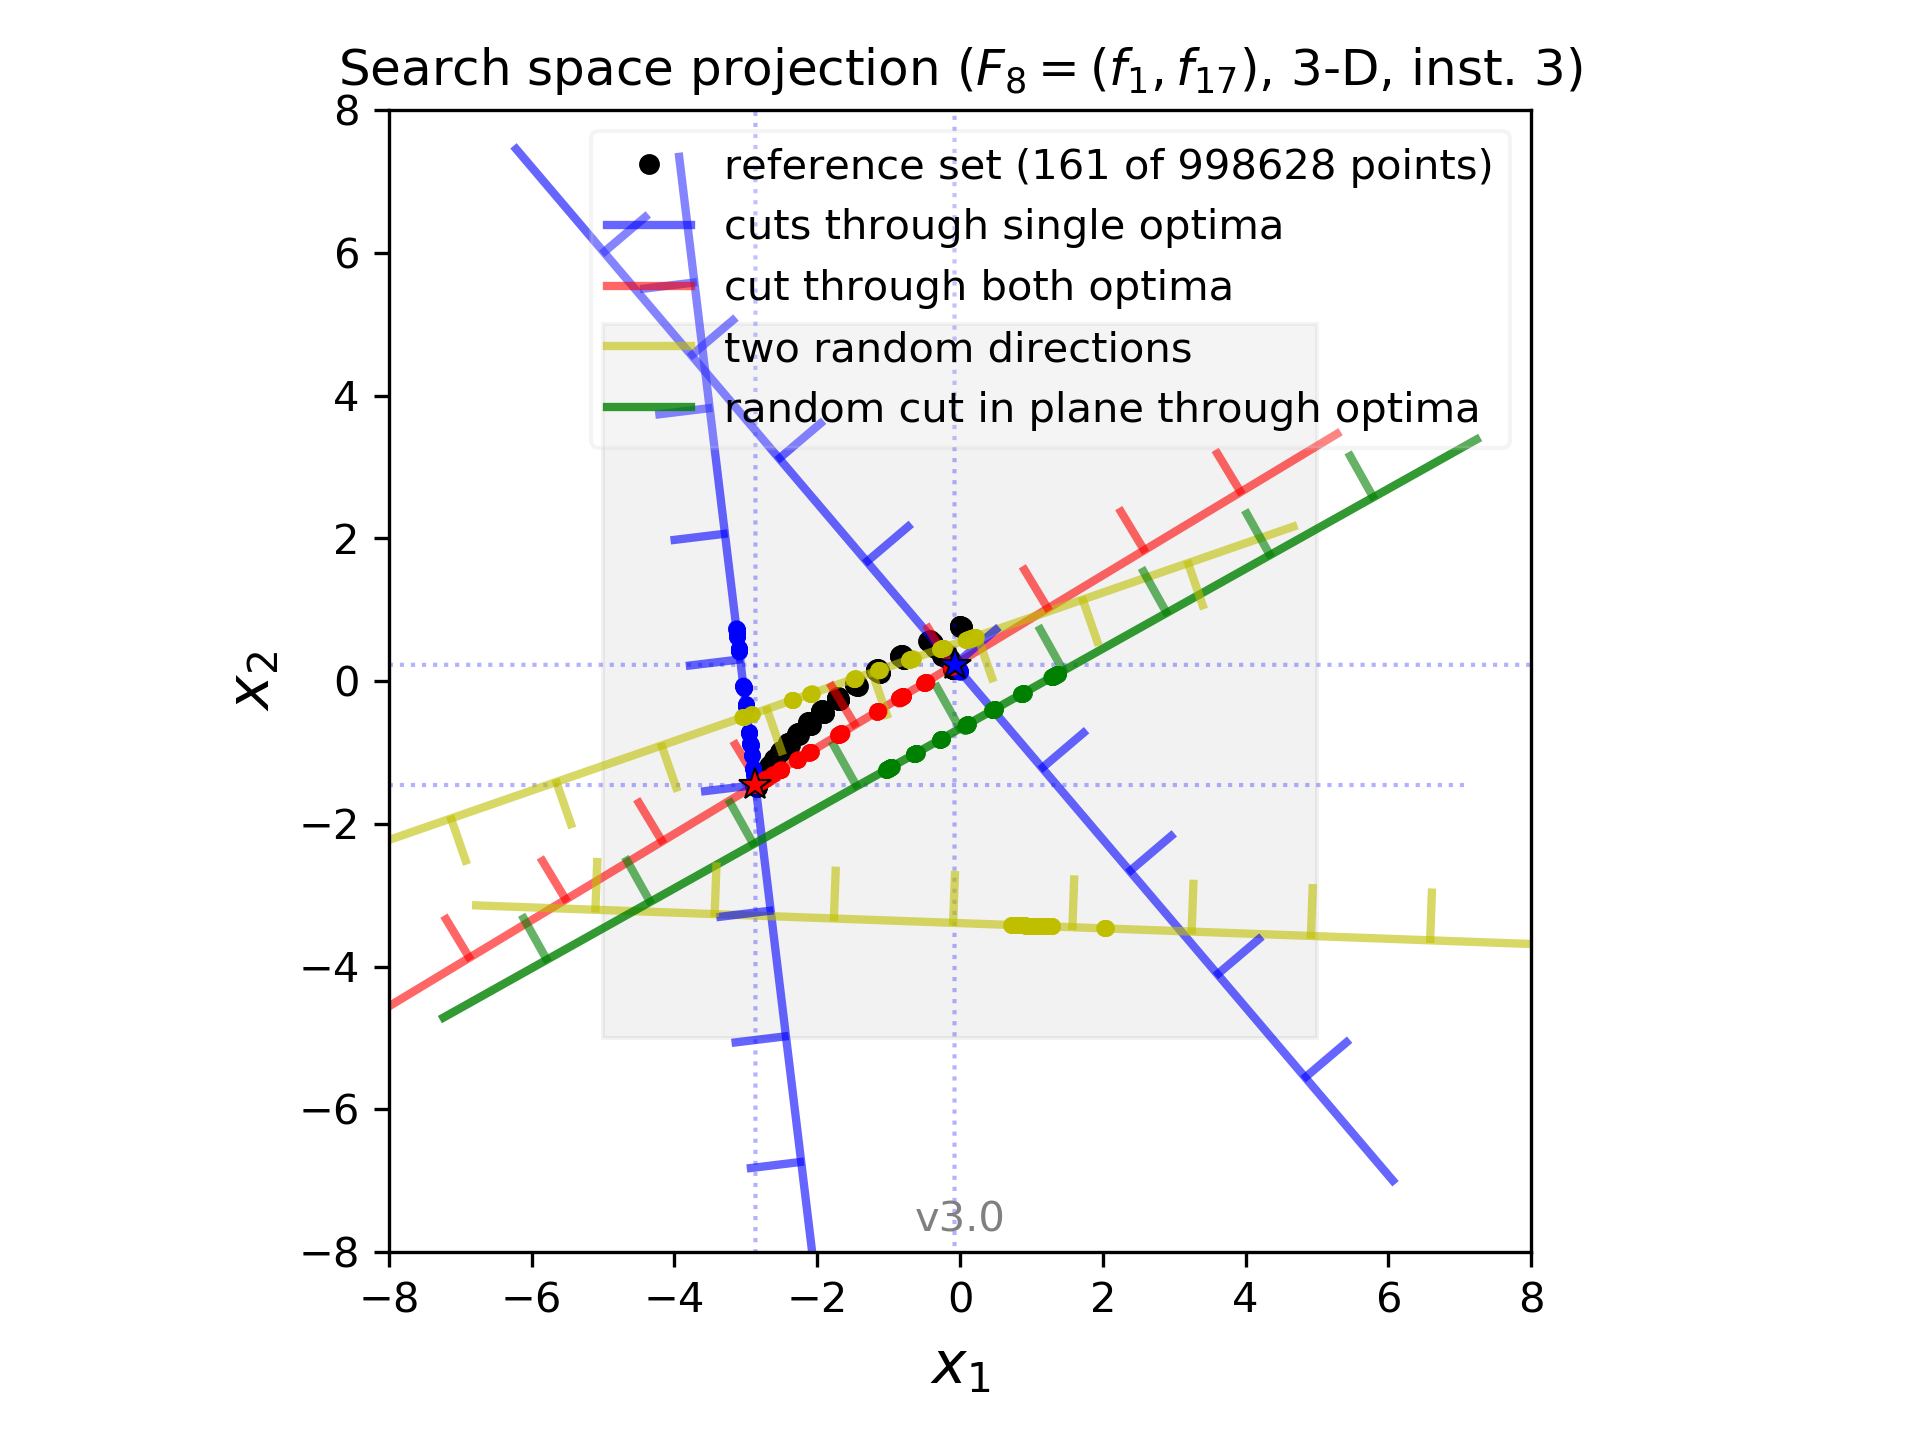 Search space projection (F₈ = (f₁, f₁₇), 3-D, inst. 3)
8
6
4
2
0
−2
−4
−6
−8
x₂
reference set (161 of 998628 points)
cuts through single optima
cut through both optima
two random directions
random cut in plane through optima
v3.0
−8 −6 −4 −2 0 2 4 6 8
x₁